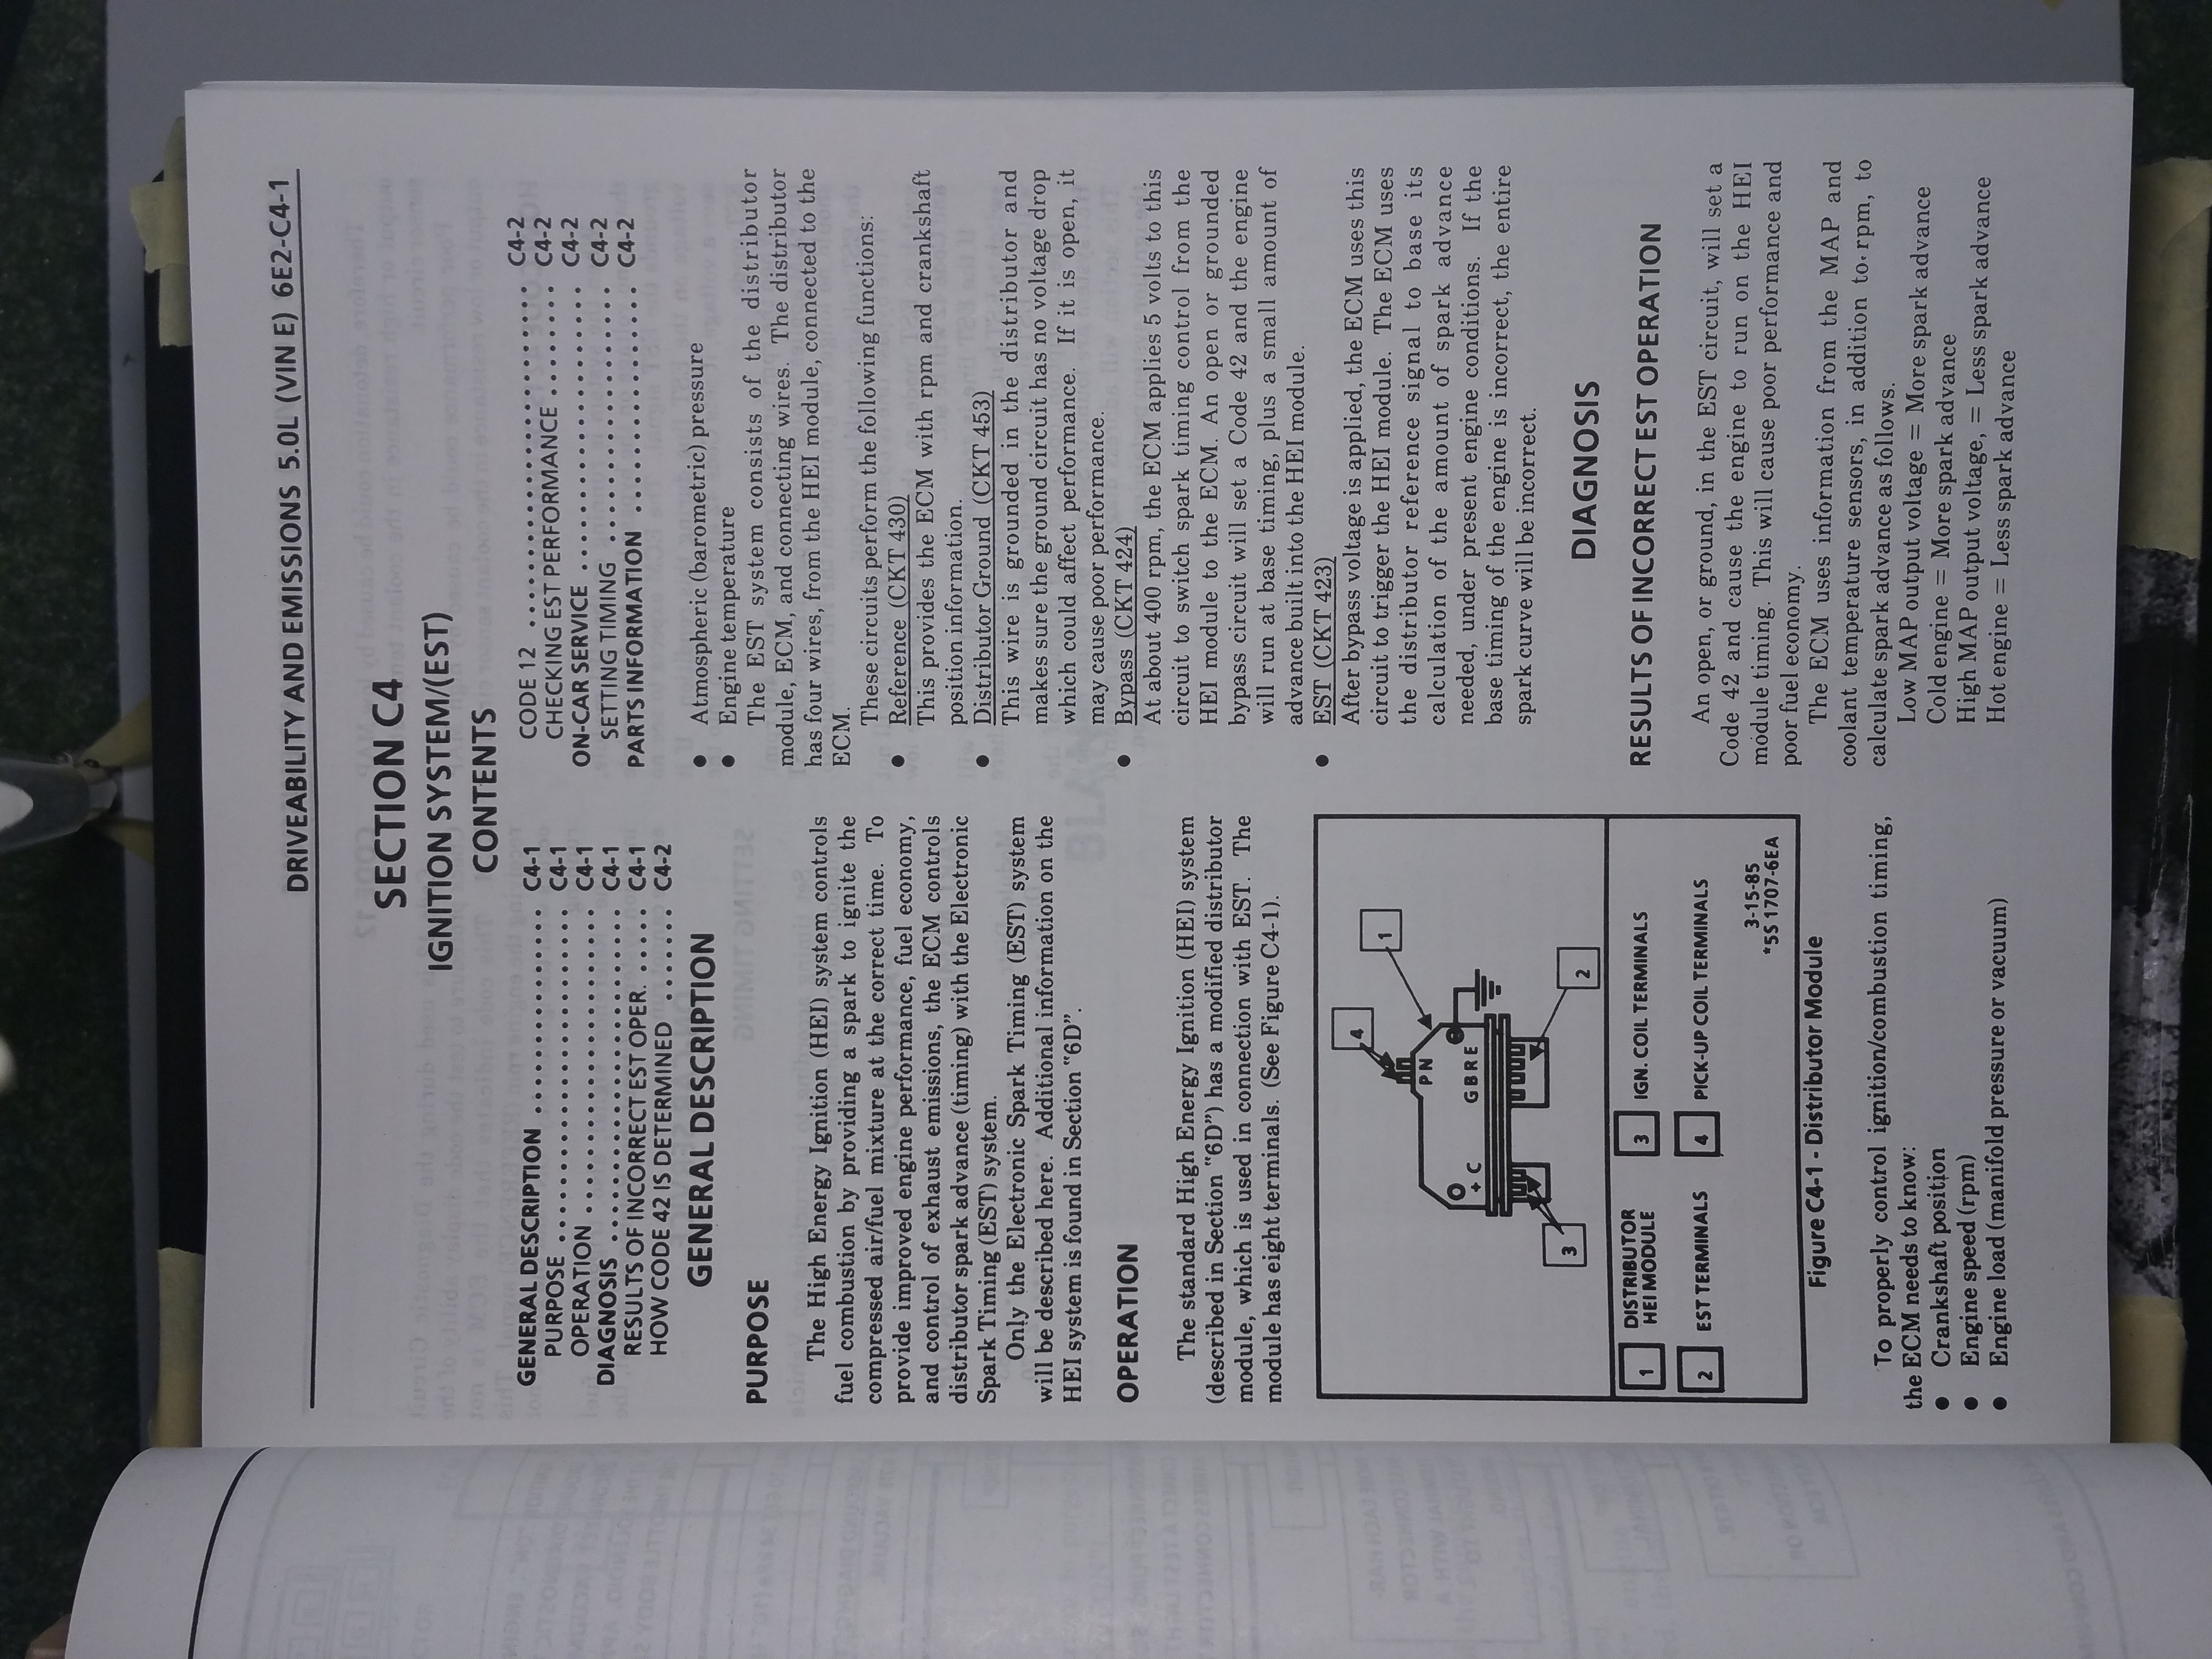 DRIVEABILITY AND EMISSIONS 5.0L (VIN E) 6E2-C4-1
SECTION C4
IGNITION SYSTEM/(EST)
CONTENTS
GENERAL DESCRIPTION . . . . . . . . . . . . . . . . . . . . C4-1
PURPOSE . . . . . . . . . . . . . . . . . . . . . . . . . . . . . C4-1
OPERATION . . . . . . . . . . . . . . . . . . . . . . . . . . . C4-1
DIAGNOSIS . . . . . . . . . . . . . . . . . . . . . . . . . . . . . C4-1
RESULTS OF INCORRECT EST OPER. . . . . . . C4-1
HOW CODE 42 IS DETERMINED . . . . . . . . C4-2
CODE 12 . . . . . . . . . . . . . . . . . . . . . . . . . . . . . C4-2
CHECKING EST PERFORMANCE . . . . . . . . . C4-2
ON-CAR SERVICE . . . . . . . . . . . . . . . . . . . . . . . . C4-2
SETTING TIMING . . . . . . . . . . . . . . . . . . . . . . C4-2
PARTS INFORMATION . . . . . . . . . . . . . . . . . . . C4-2
GENERAL DESCRIPTION
PURPOSE
The High Energy Ignition (HEI) system controls
fuel combustion by providing a spark to ignite the
compressed air/fuel mixture at the correct time. To
provide improved engine performance, fuel economy,
and control of exhaust emissions, the ECM controls
distributor spark advance (timing) with the Electronic
Spark Timing (EST) system.
Only the Electronic Spark Timing (EST) system
will be described here. Additional information on the
HEI system is found in Section "6D".
OPERATION
The standard High Energy Ignition (HEI) system
(described in Section "6D") has a modified distributor
module, which is used in connection with EST. The
module has eight terminals. (See Figure C4-1).
4
1
P N
G B R E
+ C
2
3
1 DISTRIBUTOR HEI MODULE
3 IGN. COIL TERMINALS
2 EST TERMINALS
4 PICK-UP COIL TERMINALS
3-15-85
*5S 1707-6EA
Figure C4-1 - Distributor Module
To properly control ignition/combustion timing,
the ECM needs to know:
● Crankshaft position
● Engine speed (rpm)
● Engine load (manifold pressure or vacuum)
● Atmospheric (barometric) pressure
● Engine temperature
The EST system consists of the distributor
module, ECM, and connecting wires. The distributor
has four wires, from the HEI module, connected to the
ECM.
These circuits perform the following functions:
● Reference (CKT 430)
This provides the ECM with rpm and crankshaft
position information.
● Distributor Ground (CKT 453)
This wire is grounded in the distributor and
makes sure the ground circuit has no voltage drop
which could affect performance. If it is open, it
may cause poor performance.
● Bypass (CKT 424)
At about 400 rpm, the ECM applies 5 volts to this
circuit to switch spark timing control from the
HEI module to the ECM. An open or grounded
bypass circuit will set a Code 42 and the engine
will run at base timing, plus a small amount of
advance built into the HEI module.
● EST (CKT 423)
After bypass voltage is applied, the ECM uses this
circuit to trigger the HEI module. The ECM uses
the distributor reference signal to base its
calculation of the amount of spark advance
needed, under present engine conditions. If the
base timing of the engine is incorrect, the entire
spark curve will be incorrect.
DIAGNOSIS
RESULTS OF INCORRECT EST OPERATION
An open, or ground, in the EST circuit, will set a
Code 42 and cause the engine to run on the HEI
module timing. This will cause poor performance and
poor fuel economy.
The ECM uses information from the MAP and
coolant temperature sensors, in addition to rpm, to
calculate spark advance as follows.
Low MAP output voltage = More spark advance
Cold engine = More spark advance
High MAP output voltage, = Less spark advance
Hot engine = Less spark advance